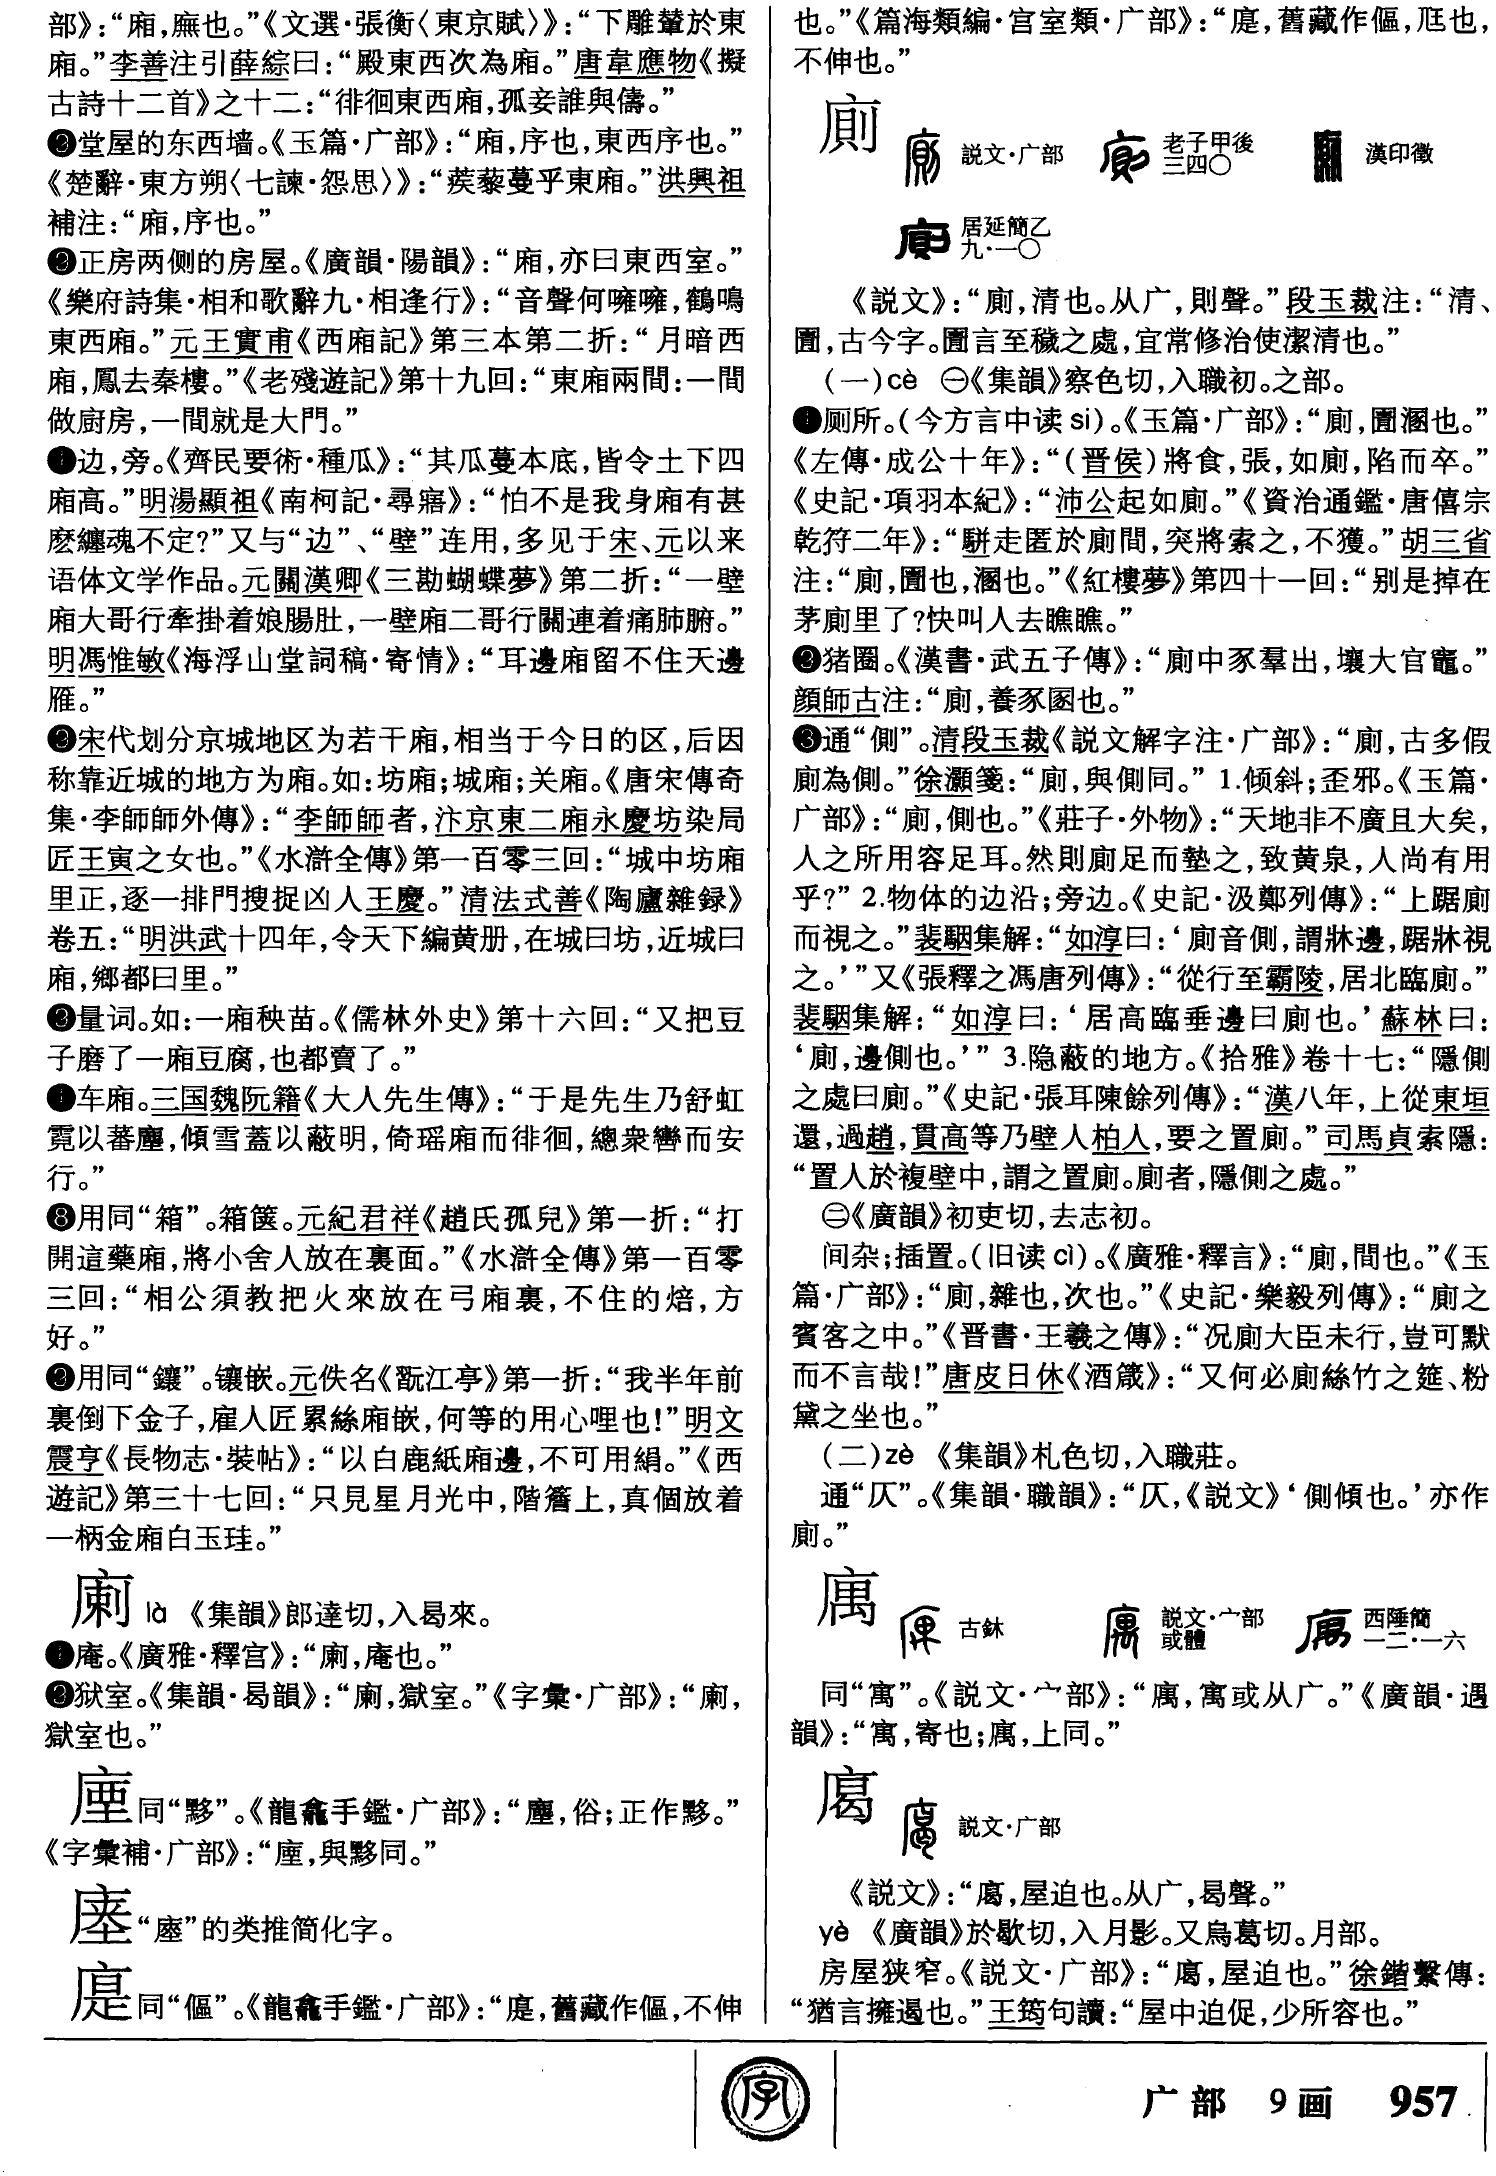 部》：“廂，廡也。”《文選·張衡〈東京賦〉》：“下雕輦於東
廂。”李善注引薛綜曰：“殿東西次為廂。”唐韋應物《擬
古詩十二首》之十二：“徘徊東西廂，孤妾誰與儔。”
❷堂屋的东西墙。《玉篇·广部》：“廂，序也，東西序也。”
《楚辭·東方朔〈七諫·怨思〉》：“蒺藜蔓乎東廂。”洪興祖
補注：“廂，序也。”
❸正房两侧的房屋。《廣韻·陽韻》：“廂，亦曰東西室。”
《樂府詩集·相和歌辭九·相逢行》：“音聲何噰噰，鶴鳴
東西廂。”元王實甫《西廂記》第三本第二折：“月暗西
廂，鳳去秦樓。”《老殘遊記》第十九回：“東廂兩間：一間
做廚房，一間就是大門。”
❹边，旁。《齊民要術·種瓜》：“其瓜蔓本底，皆令土下四
廂高。”明湯顯祖《南柯記·尋寤》：“怕不是我身廂有甚
麽纏魂不定？”又与“边”、“壁”连用，多见于宋、元以来
语体文学作品。元關漢卿《三勘蝴蝶夢》第二折：“一壁
廂大哥行牽掛着娘腸肚，一壁廂二哥行關連着痛肺腑。”
明馮惟敏《海浮山堂詞稿·寄情》：“耳邊廂留不住天邊
雁。”
❺宋代划分京城地区为若干廂，相当于今日的区，后因
称靠近城的地方为廂。如：坊廂；城廂；关廂。《唐宋傳奇
集·李師師外傳》：“李師師者，汴京東二廂永慶坊染局
匠王寅之女也。”《水滸全傳》第一百零三回：“城中坊廂
里正，逐一排門搜捉凶人王慶。”清法式善《陶廬雜録》
卷五：“明洪武十四年，令天下編黄册，在城曰坊，近城曰
廂，鄉都曰里。”
❻量词。如：一廂秧苗。《儒林外史》第十六回：“又把豆
子磨了一廂豆腐，也都賣了。”
❼车廂。三国魏阮籍《大人先生傳》：“于是先生乃舒虹
霓以蕃塵，傾雪蓋以蔽明，倚瑶廂而徘徊，總衆轡而安
行。”
❽用同“箱”。箱箧。元紀君祥《趙氏孤兒》第一折：“打
開這藥廂，將小舍人放在裏面。”《水滸全傳》第一百零
三回：“相公須教把火來放在弓廂裏，不住的焙，方
好。”
❾用同“鑲”。镶嵌。元佚名《翫江亭》第一折：“我半年前
裏倒下金子，雇人匠累絲廂嵌，何等的用心哩也！”明文
震亨《長物志·裝帖》：“以白鹿紙廂邊，不可用絹。”《西
遊記》第三十七回：“只見星月光中，階簷上，真個放着
一柄金廂白玉珪。”
㕑 là 《集韻》郎達切，入曷來。
❶庵。《廣雅·釋宫》：“庵也。”
❷獄室。《集韻·曷韻》：“獄室。”《字彙·广部》：“
獄室也。”
同“黟”。《龍龕手鑑·广部》：“俗；正作黟。”
《字彙補·广部》：“與黟同。”
的类推简化字。
同“傴”。《龍龕手鑑·广部》：“舊藏作傴，不伸
也。”《篇海類編·宫室類·广部》：“舊藏作傴，尫也，
不伸也。”
廁 説文·广部 老子甲後三四〇 漢印徵
居延簡乙九·一〇
《説文》：“廁，清也。从广，則聲。”段玉裁注：“清、
圊，古今字。圊言至穢之處，宜常修治使潔清也。”
（一）cè ㊀《集韻》察色切，入職初。之部。
❶厕所。（今方言中读 si）。《玉篇·广部》：“廁，圊溷也。”
《左傳·成公十年》：“（晋侯）將食，張，如廁，陷而卒。”
《史記·項羽本紀》：“沛公起如廁。”《資治通鑑·唐僖宗
乾符二年》：“駢走匿於廁間，突將索之，不獲。”胡三省
注：“廁，圊也，溷也。”《紅樓夢》第四十一回：“别是掉在
茅廁里了？快叫人去瞧瞧。”
❷猪圈。《漢書·武五子傳》：“廁中豕羣出，壞大官竈。”
顔師古注：“廁，養豕圂也。”
❸通“側”。清段玉裁《説文解字注·广部》：“廁，古多假
廁為側。”徐灝箋：“廁，與側同。” 1.倾斜；歪邪。《玉篇·
广部》：“廁，側也。”《莊子·外物》：“天地非不廣且大矣，
人之所用容足耳。然則廁足而墊之，致黄泉，人尚有用
乎？” 2.物体的边沿；旁边。《史記·汲鄭列傳》：“上踞廁
而視之。”裴駰集解：“如淳曰：‘廁音側，謂牀邊，踞牀視
之。’”又《張釋之馮唐列傳》：“從行至霸陵，居北臨廁。”
裴駰集解：“如淳曰：‘居高臨垂邊曰廁也。’蘇林曰：
‘廁，邊側也。’” 3.隐蔽的地方。《拾雅》卷十七：“隱側
之處曰廁。”《史記·張耳陳餘列傳》：“漢八年，上從東垣
還，過趙，貫高等乃壁人柏人，要之置廁。”司馬貞索隱：
“置人於複壁中，謂之置廁。廁者，隱側之處。”
㊁《廣韻》初吏切，去志初。
间杂；插置。（旧读 cì）。《廣雅·釋言》：“廁，間也。”《玉
篇·广部》：“廁，雜也，次也。”《史記·樂毅列傳》：“廁之
賓客之中。”《晋書·王羲之傳》：“况廁大臣未行，豈可默
而不言哉！”唐皮日休《酒箴》：“又何必廁絲竹之筵、粉
黛之坐也。”
（二）zè 《集韻》札色切，入職莊。
通“仄”。《集韻·職韻》：“仄，《説文》‘側傾也。’亦作
廁。”
庽 古鉥 説文·宀部或體 西陲簡一二·一六
同“寓”。《説文·宀部》：“庽，寓或从广。”《廣韻·遇
韻》：“寓，寄也；庽，上同。”
廅 説文·广部
《説文》：“屋迫也。从广，曷聲。”
yè 《廣韻》於歇切，入月影。又烏葛切。月部。
房屋狭窄。《説文·广部》：“屋迫也。”徐鍇繫傳：
“猶言擁遏也。”王筠句讀：“屋中迫促，少所容也。”
字
广部 9画 957